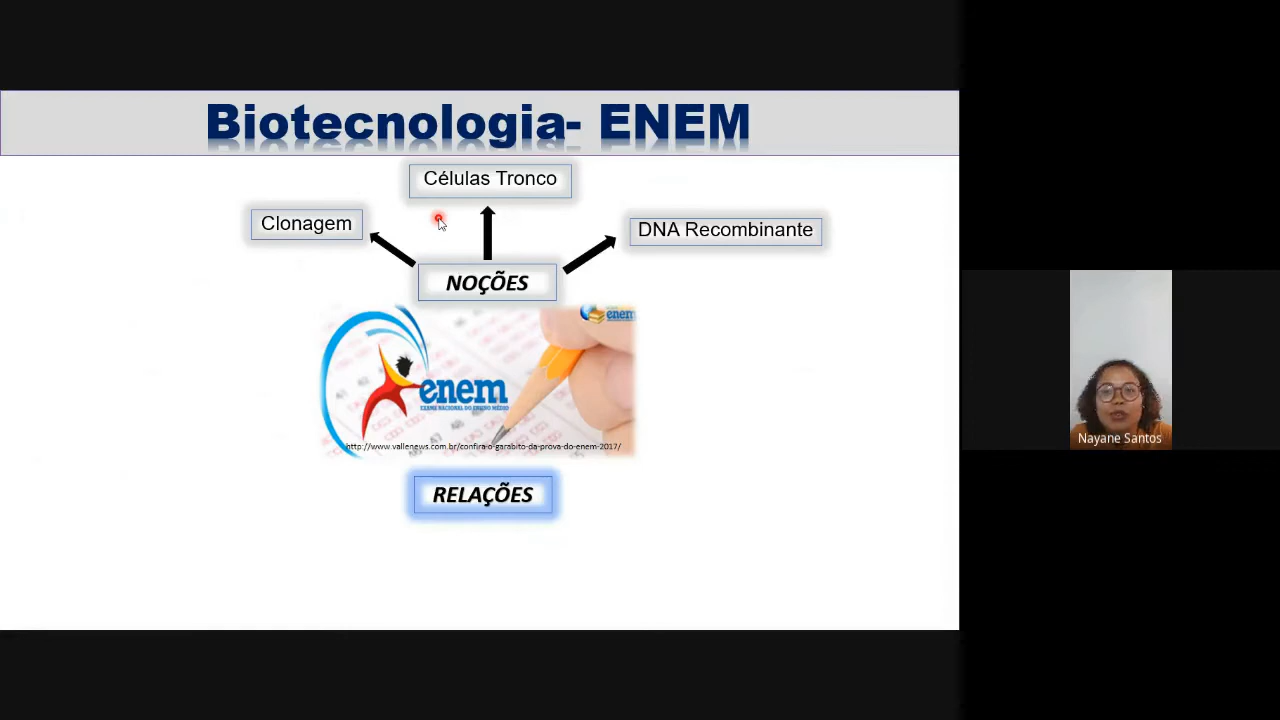 Biotecnologia- ENEM
Células Tronco
Clonagem
DNA Recombinante
NOÇÕES
enem
enem
EXAME NACIONAL DO ENSINO MÉDIO
http://www.vallenews.com.br/confira-o-garabito-da-prova-do-enem-2017/
Nayane Santos
RELAÇÕES